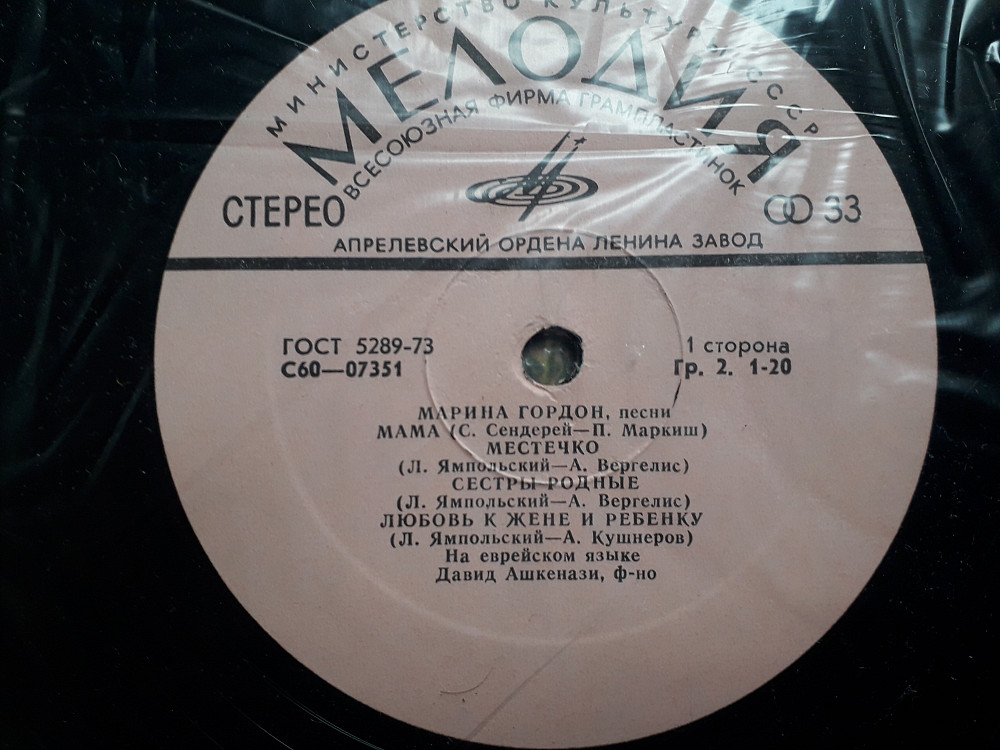 МИНИСТЕРСТВО КУЛЬТУРЫ СССР
МЕЛОДИЯ
ВСЕСОЮЗНАЯ ФИРМА ГРАМПЛАСТИНОК
СТЕРЕО
33
АПРЕЛЕВСКИЙ ОРДЕНА ЛЕНИНА ЗАВОД
ГОСТ 5289-73
С60—07351
1 сторона
Гр. 2. 1-20
МАРИНА ГОРДОН, песни
МАМА (С. Сендерей—П. Маркиш)
МЕСТЕЧКО
(Л. Ямпольский—А. Вергелис)
СЕСТРЫ РОДНЫЕ
(Л. Ямпольский—А. Вергелис)
ЛЮБОВЬ К ЖЕНЕ И РЕБЕНКУ
(Л. Ямпольский—А. Кушнеров)
На еврейском языке
Давид Ашкенази, ф-но